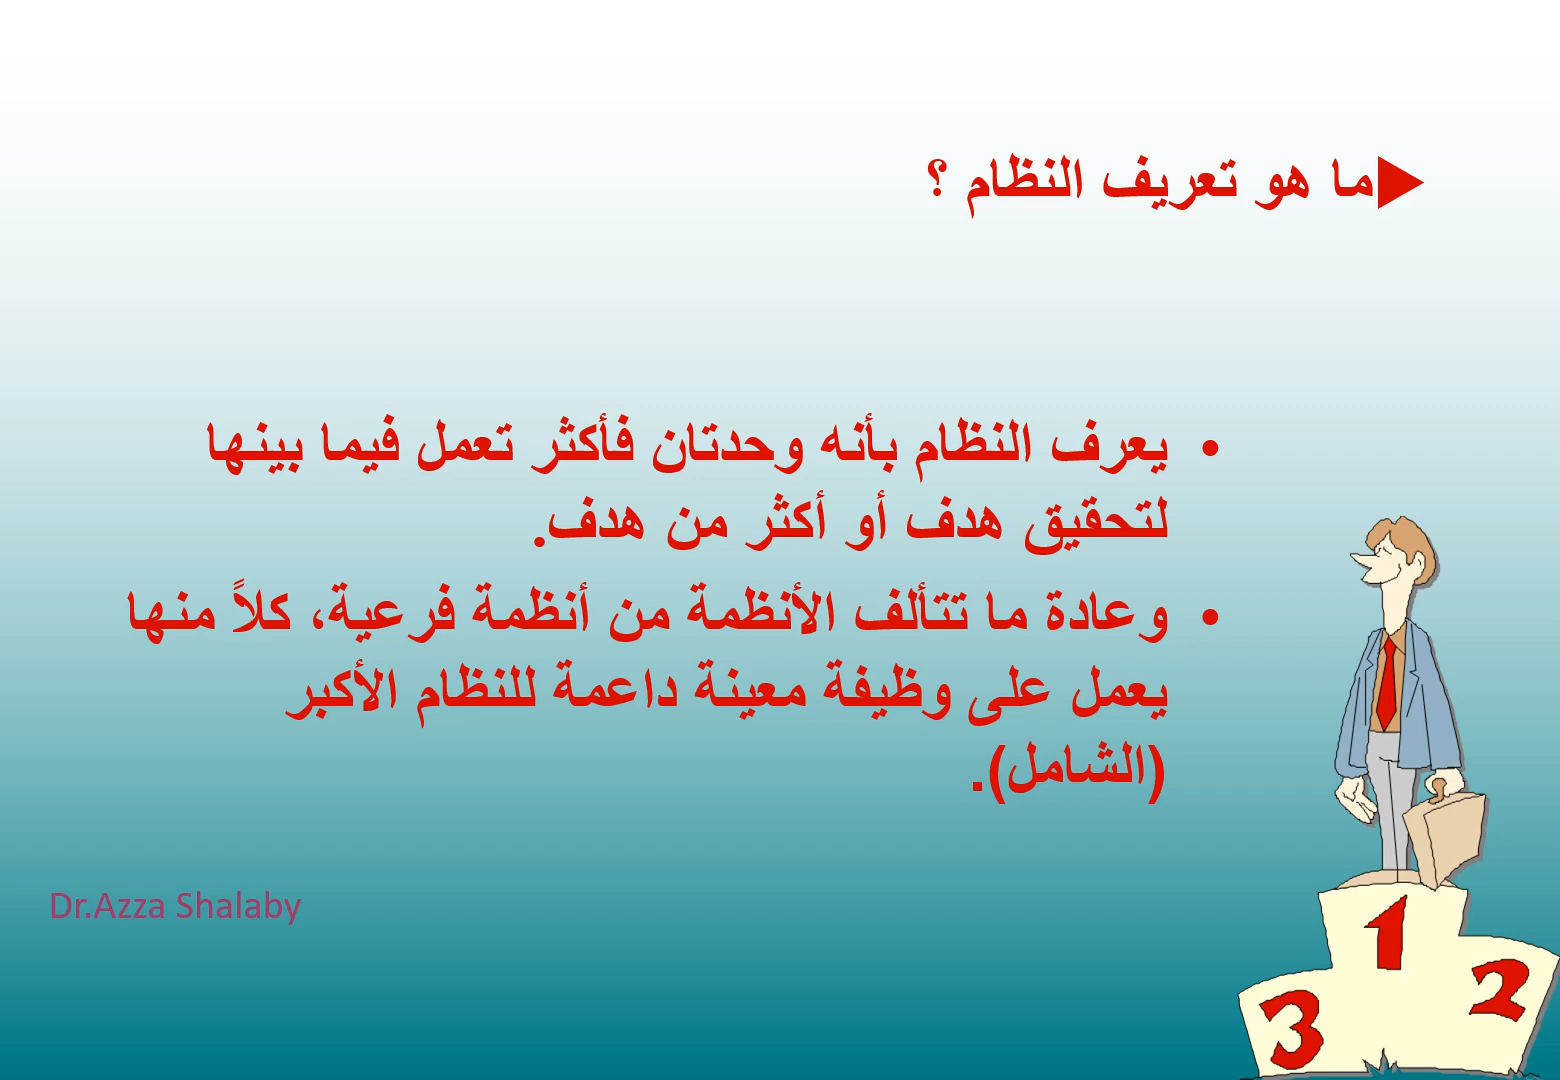 ما هو تعريف النظام ؟
• يعرف النظام بأنه وحدتان فأكثر تعمل فيما بينها
لتحقيق هدف أو أكثر من هدف.
• وعادة ما تتألف الأنظمة من أنظمة فرعية، كلاً منها
يعمل على وظيفة معينة داعمة للنظام الأكبر
(الشامل).
Dr.Azza Shalaby
1
2
3